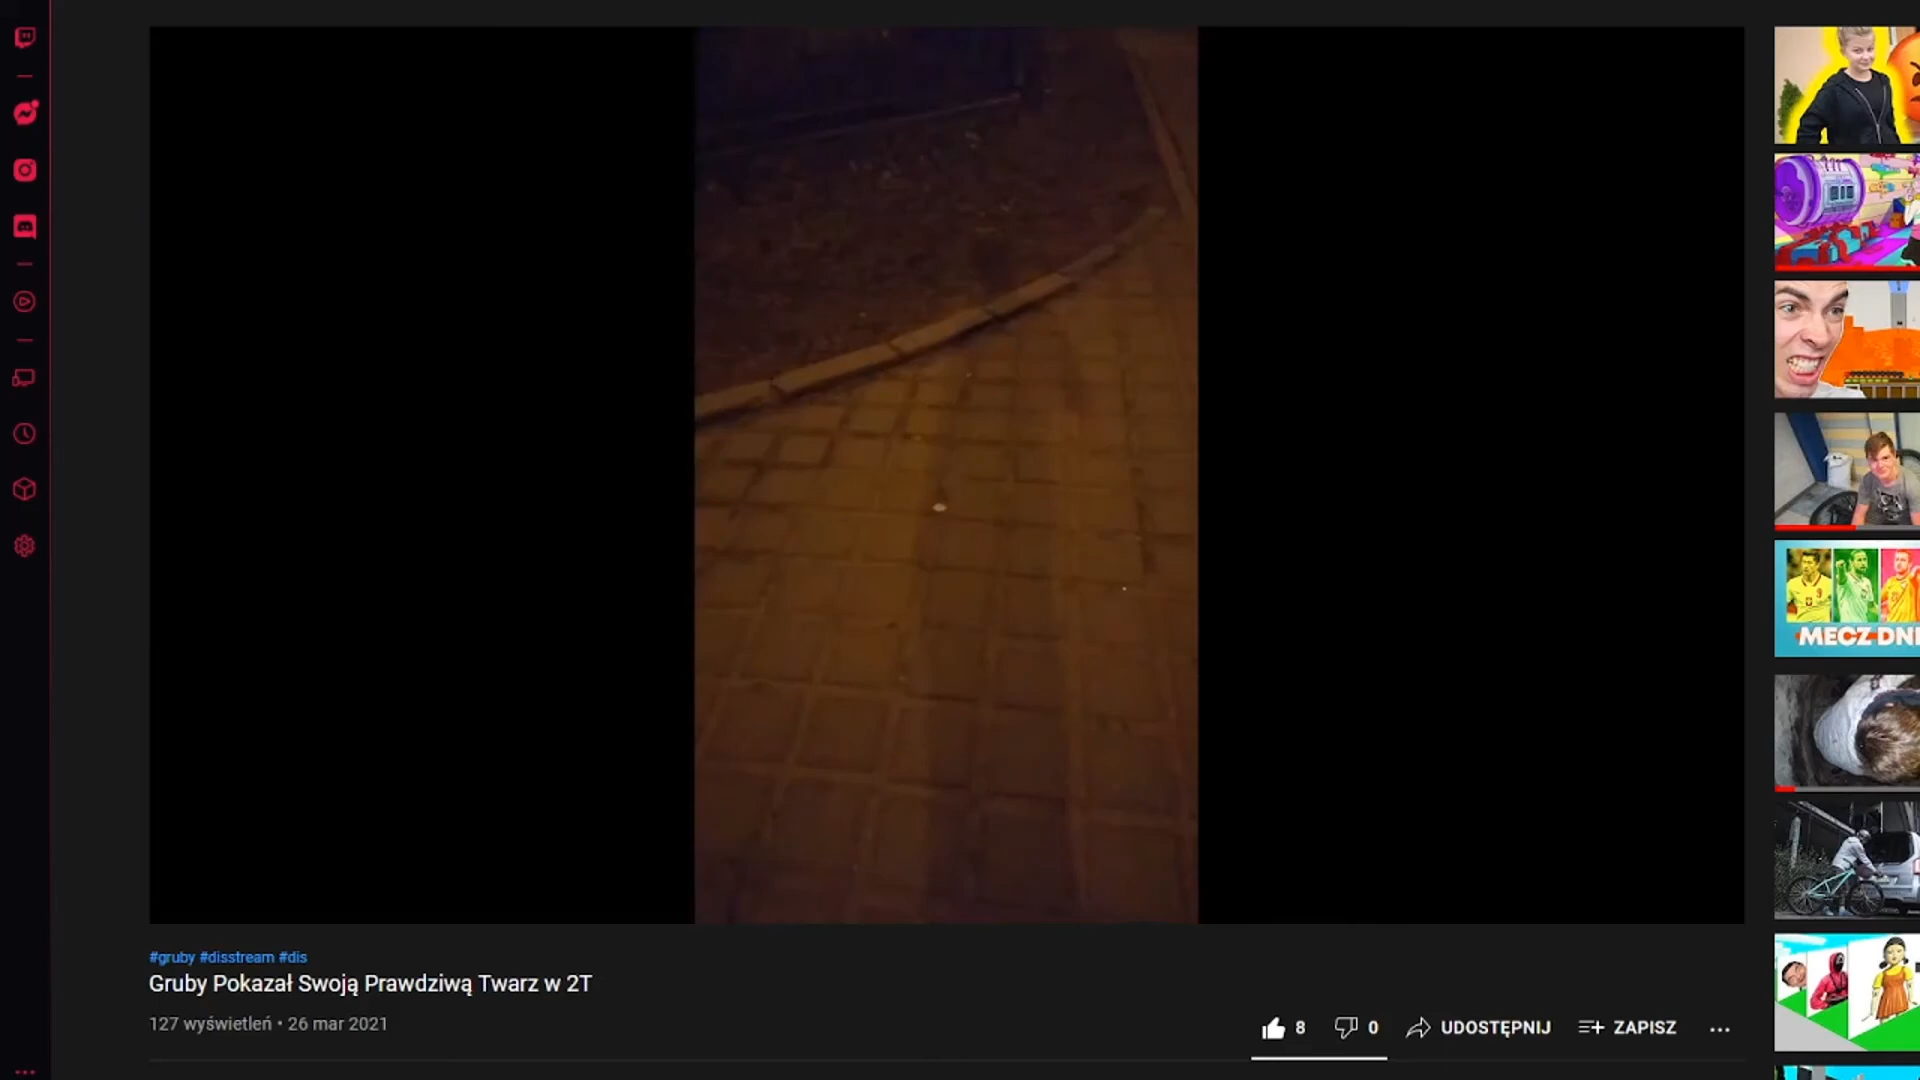 MECZ DNI
#gruby #disstream #dis
Gruby Pokazał Swoją Prawdziwą Twarz w 2T
127 wyświetleń • 26 mar 2021
8
0
UDOSTĘPNIJ
ZAPISZ